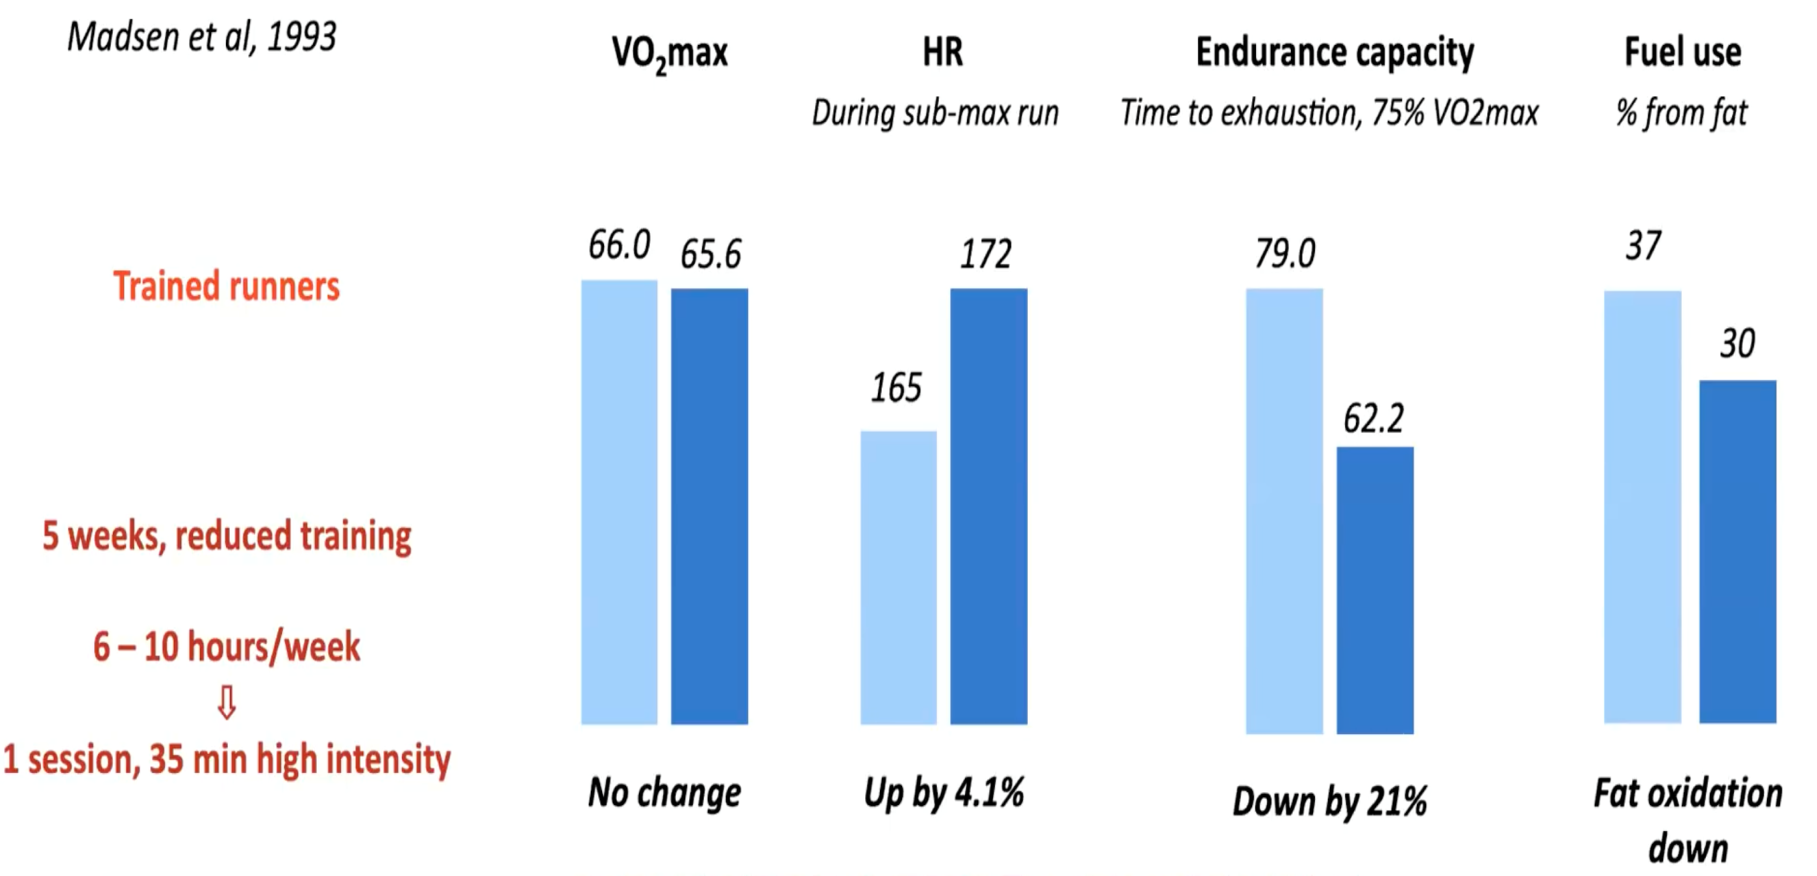 Madsen et al, 1993
VO₂max
HR
During sub-max run
Endurance capacity
Time to exhaustion, 75% VO2max
Fuel use
% from fat
Trained runners
5 weeks, reduced training
6 – 10 hours/week
⇩
1 session, 35 min high intensity
66.0
65.6
No change
165
172
Up by 4.1%
79.0
62.2
Down by 21%
37
30
Fat oxidation
down